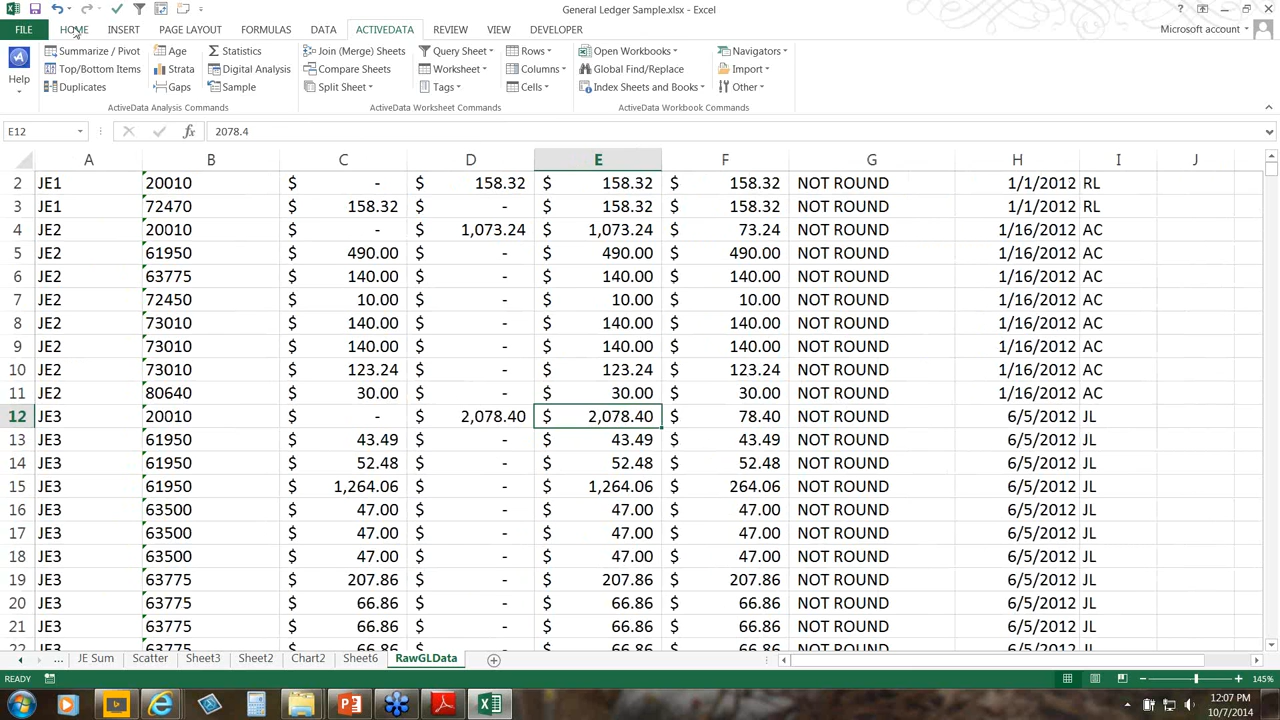 General Ledger Sample.xlsx - Excel
FILE HOME INSERT PAGE LAYOUT FORMULAS DATA ACTIVEDATA REVIEW VIEW DEVELOPER Microsoft account
Help
Summarize / Pivot Age Statistics Join (Merge) Sheets Query Sheet Rows Open Workbooks Navigators
Top/Bottom Items Strata Digital Analysis Compare Sheets Worksheet Columns Global Find/Replace Import
Duplicates Gaps Sample Split Sheet Tags Cells Index Sheets and Books Other
ActiveData Analysis Commands ActiveData Worksheet Commands ActiveData Workbook Commands
E12 fx 2078.4
A B C D E F G H I J
2 JE1 20010 $ - $ 158.32 $ 158.32 $ 158.32 NOT ROUND 1/1/2012 RL
3 JE1 72470 $ 158.32 $ - $ 158.32 $ 158.32 NOT ROUND 1/1/2012 RL
4 JE2 20010 $ - $ 1,073.24 $ 1,073.24 $ 73.24 NOT ROUND 1/16/2012 AC
5 JE2 61950 $ 490.00 $ - $ 490.00 $ 490.00 NOT ROUND 1/16/2012 AC
6 JE2 63775 $ 140.00 $ - $ 140.00 $ 140.00 NOT ROUND 1/16/2012 AC
7 JE2 72450 $ 10.00 $ - $ 10.00 $ 10.00 NOT ROUND 1/16/2012 AC
8 JE2 73010 $ 140.00 $ - $ 140.00 $ 140.00 NOT ROUND 1/16/2012 AC
9 JE2 73010 $ 140.00 $ - $ 140.00 $ 140.00 NOT ROUND 1/16/2012 AC
10 JE2 73010 $ 123.24 $ - $ 123.24 $ 123.24 NOT ROUND 1/16/2012 AC
11 JE2 80640 $ 30.00 $ - $ 30.00 $ 30.00 NOT ROUND 1/16/2012 AC
12 JE3 20010 $ - $ 2,078.40 $ 2,078.40 $ 78.40 NOT ROUND 6/5/2012 JL
13 JE3 61950 $ 43.49 $ - $ 43.49 $ 43.49 NOT ROUND 6/5/2012 JL
14 JE3 61950 $ 52.48 $ - $ 52.48 $ 52.48 NOT ROUND 6/5/2012 JL
15 JE3 61950 $ 1,264.06 $ - $ 1,264.06 $ 264.06 NOT ROUND 6/5/2012 JL
16 JE3 63500 $ 47.00 $ - $ 47.00 $ 47.00 NOT ROUND 6/5/2012 JL
17 JE3 63500 $ 47.00 $ - $ 47.00 $ 47.00 NOT ROUND 6/5/2012 JL
18 JE3 63500 $ 47.00 $ - $ 47.00 $ 47.00 NOT ROUND 6/5/2012 JL
19 JE3 63775 $ 207.86 $ - $ 207.86 $ 207.86 NOT ROUND 6/5/2012 JL
20 JE3 63775 $ 66.86 $ - $ 66.86 $ 66.86 NOT ROUND 6/5/2012 JL
21 JE3 63775 $ 66.86 $ - $ 66.86 $ 66.86 NOT ROUND 6/5/2012 JL
22 JE3 63775 $ 66.86 $ - $ 66.86 $ 66.86 NOT ROUND 6/5/2012 JL
... JE Sum Scatter Sheet3 Sheet2 Chart2 Sheet6 RawGLData
READY 145%
12:07 PM
10/7/2014